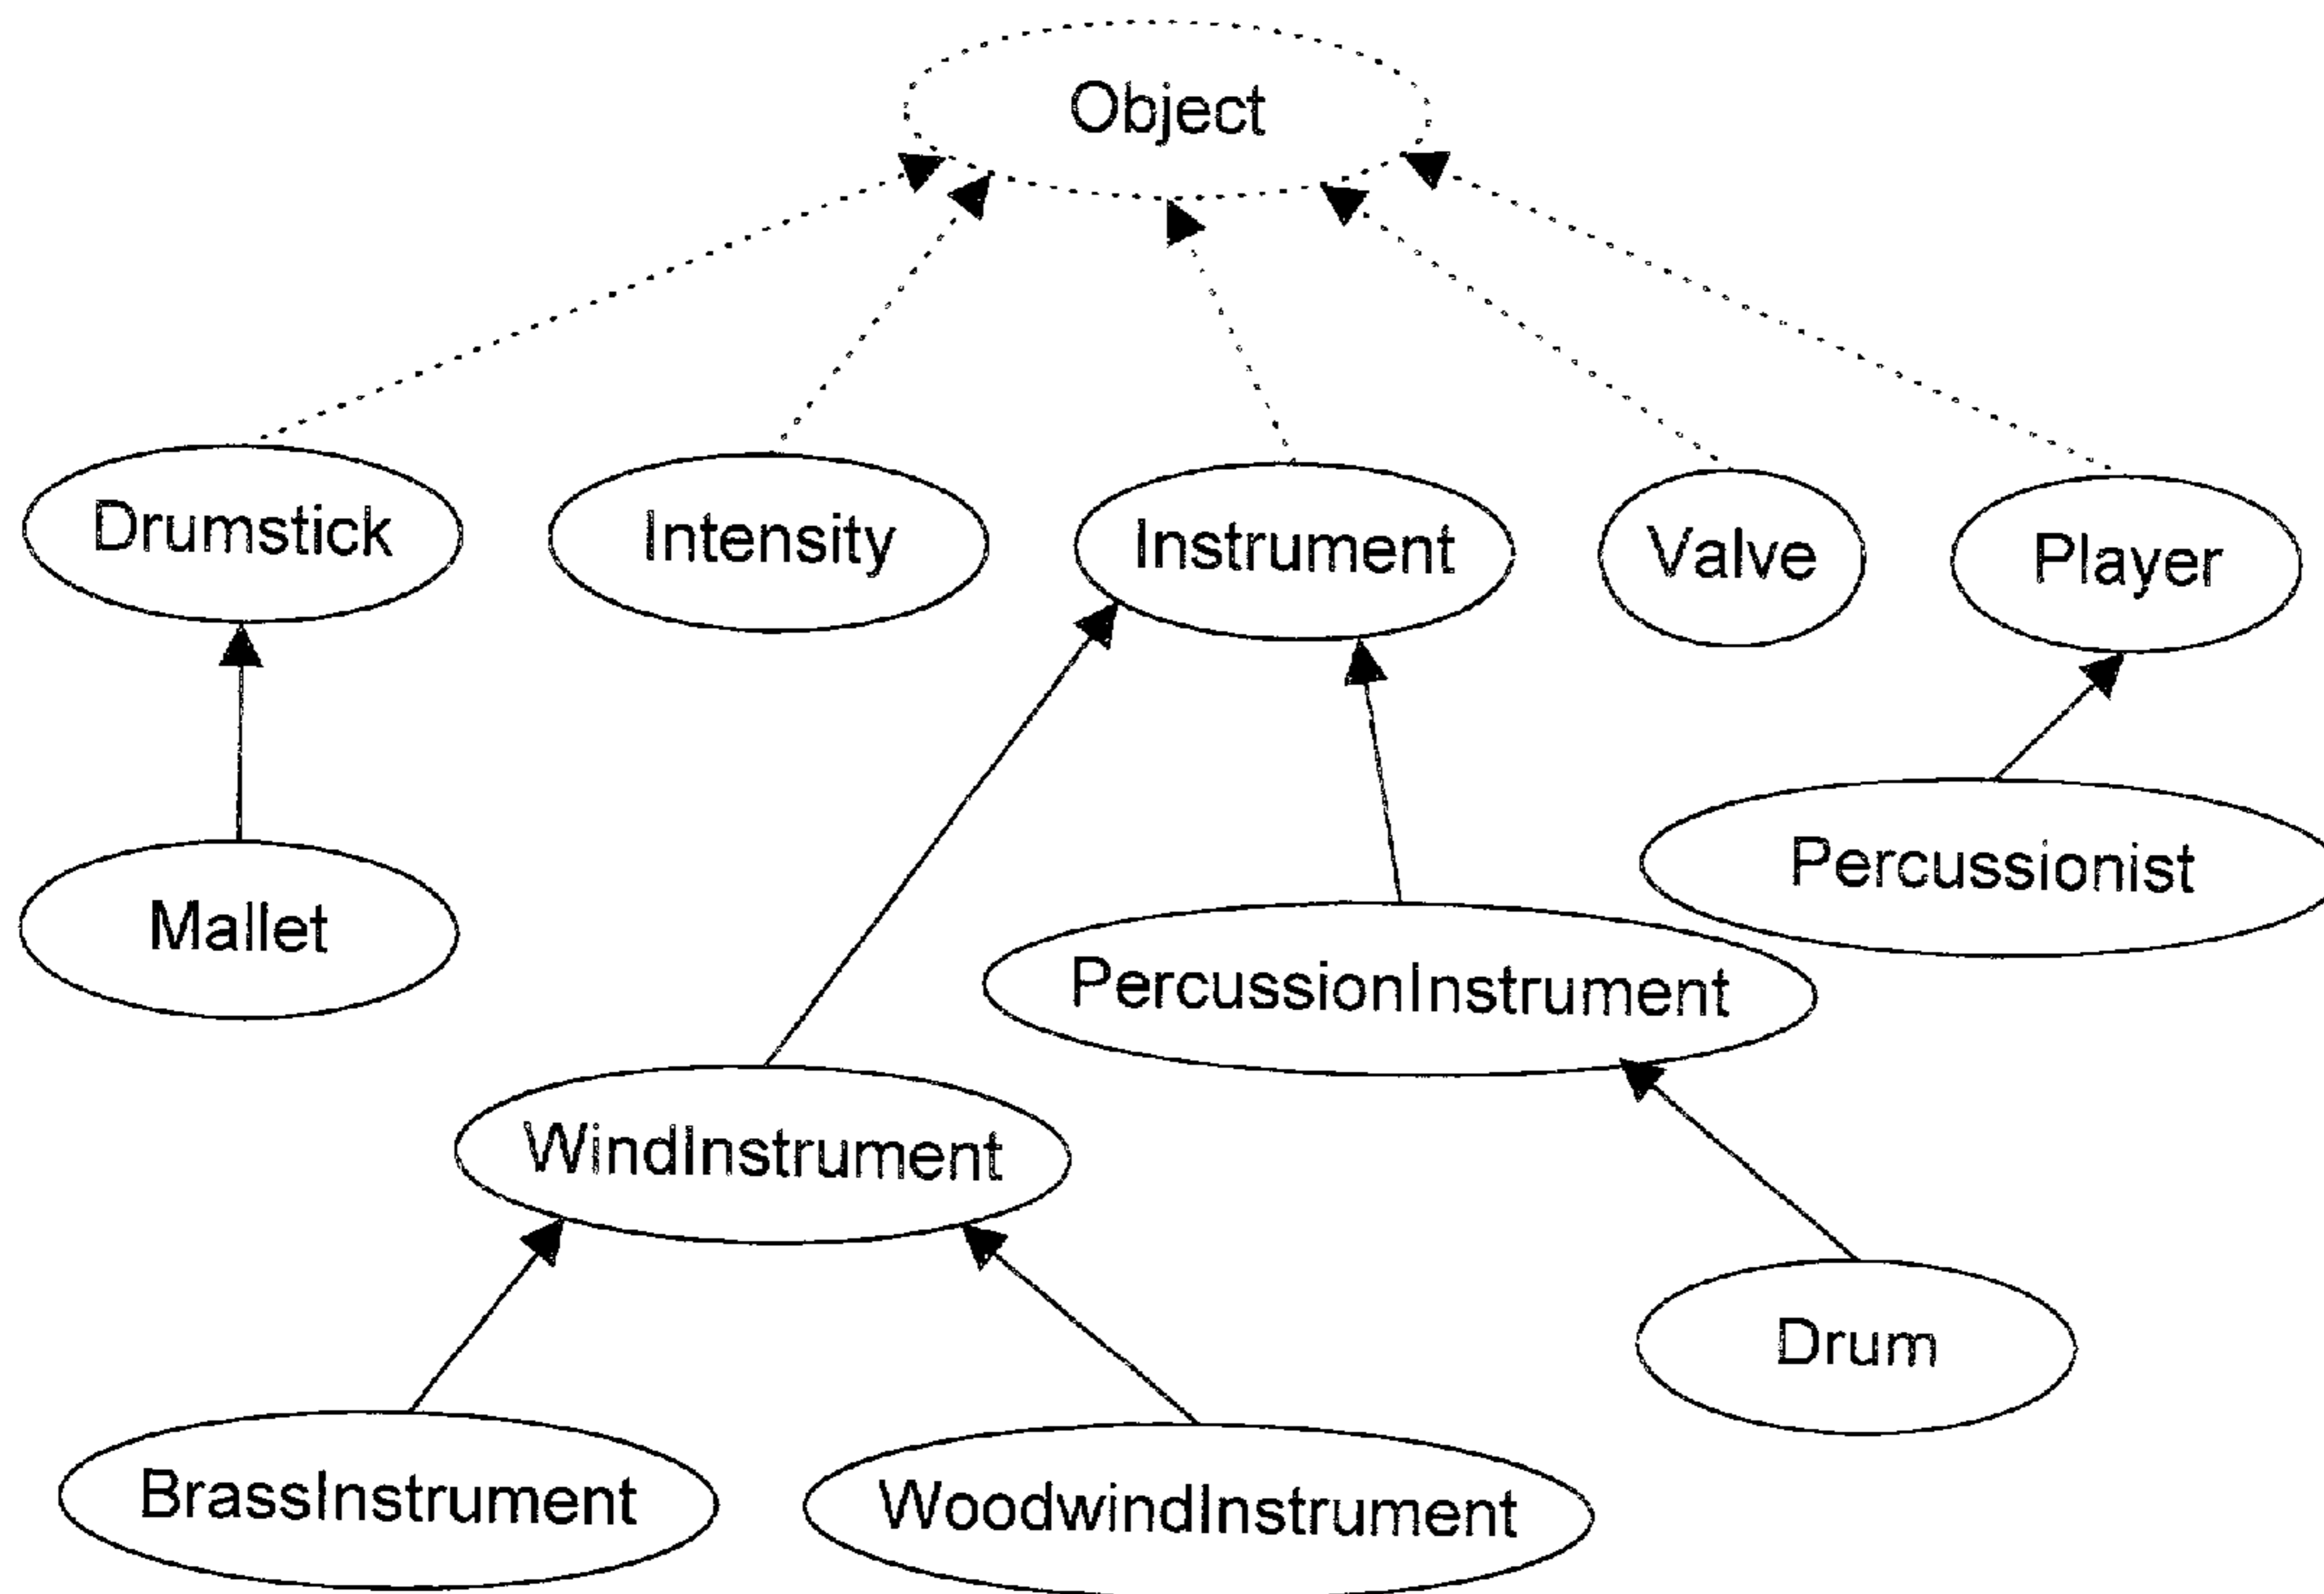 Object
Drumstick
Intensity
Instrument
Valve
Player
Mallet
Percussionist
PercussionInstrument
WindInstrument
Drum
BrassInstrument
WoodwindInstrument